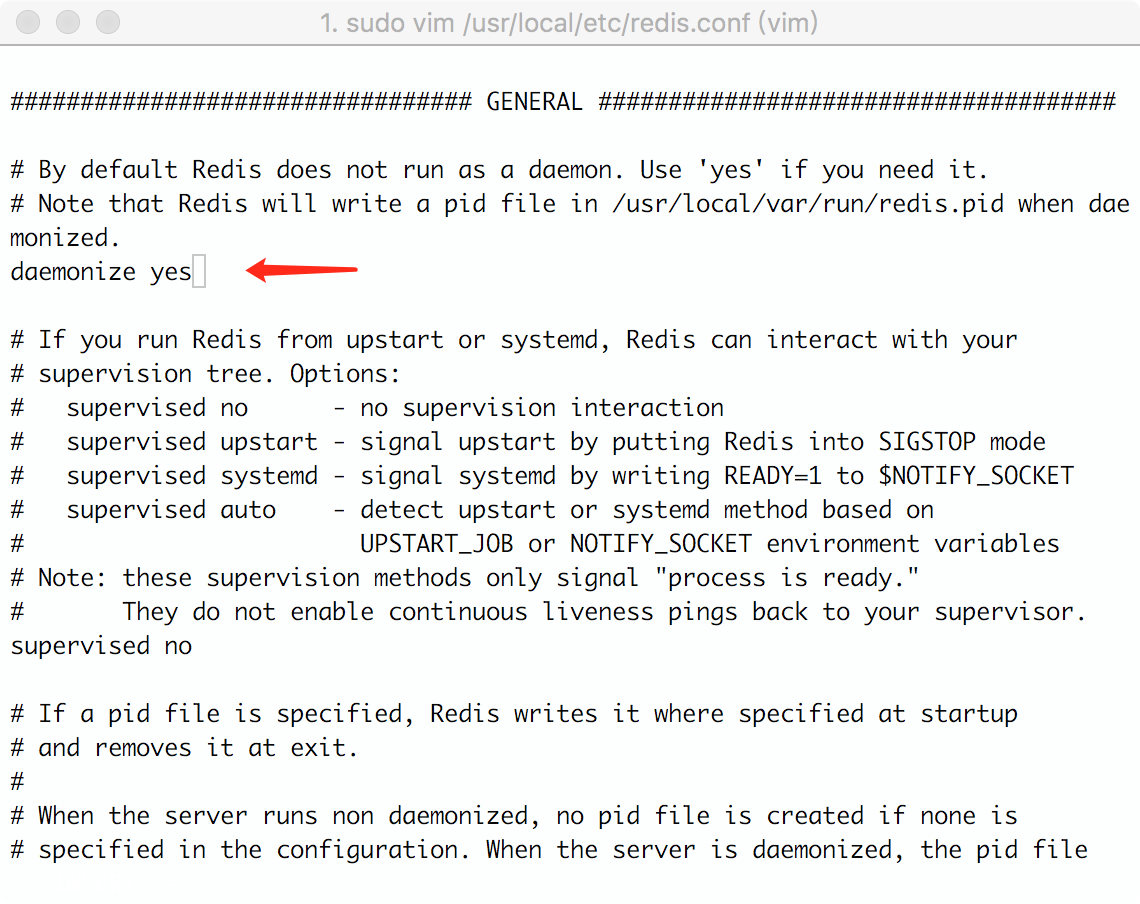 1. sudo vim /usr/local/etc/redis.conf (vim)
################################# GENERAL #####################################
# By default Redis does not run as a daemon. Use 'yes' if you need it.
# Note that Redis will write a pid file in /usr/local/var/run/redis.pid when dae
monized.
daemonize yes
# If you run Redis from upstart or systemd, Redis can interact with your
# supervision tree. Options:
#   supervised no      - no supervision interaction
#   supervised upstart - signal upstart by putting Redis into SIGSTOP mode
#   supervised systemd - signal systemd by writing READY=1 to $NOTIFY_SOCKET
#   supervised auto    - detect upstart or systemd method based on
#                        UPSTART_JOB or NOTIFY_SOCKET environment variables
# Note: these supervision methods only signal "process is ready."
#       They do not enable continuous liveness pings back to your supervisor.
supervised no
# If a pid file is specified, Redis writes it where specified at startup
# and removes it at exit.
#
# When the server runs non daemonized, no pid file is created if none is
# specified in the configuration. When the server is daemonized, the pid file